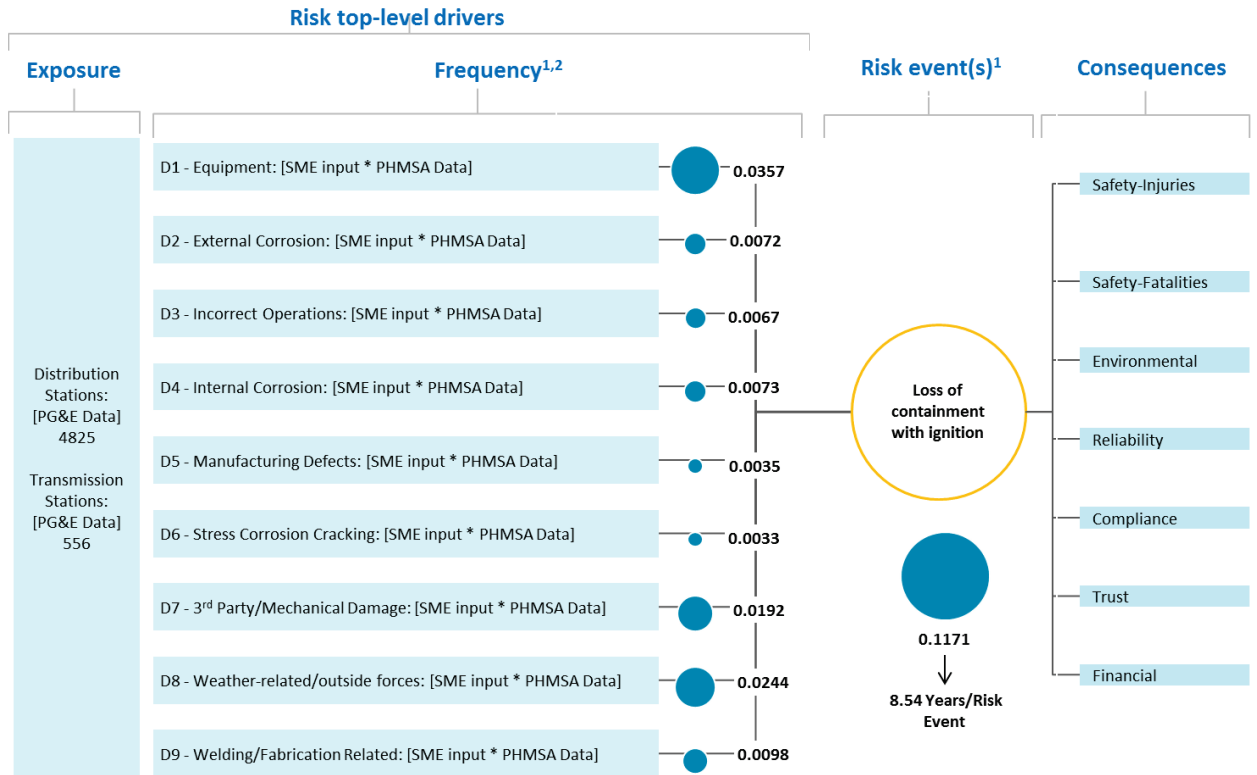 Risk top-level drivers
Exposure
Frequency1,2
Risk event(s)1
Consequences
Distribution
Stations:
[PG&E Data]
4825
Transmission
Stations:
[PG&E Data]
556
D1 - Equipment: [SME input * PHMSA Data]
0.0357
D2 - External Corrosion: [SME input * PHMSA Data]
0.0072
D3 - Incorrect Operations: [SME input * PHMSA Data]
0.0067
D4 - Internal Corrosion: [SME input * PHMSA Data]
0.0073
D5 - Manufacturing Defects: [SME input * PHMSA Data]
0.0035
D6 - Stress Corrosion Cracking: [SME input * PHMSA Data]
0.0033
D7 - 3rd Party/Mechanical Damage: [SME input * PHMSA Data]
0.0192
D8 - Weather-related/outside forces: [SME input * PHMSA Data]
0.0244
D9 - Welding/Fabrication Related: [SME input * PHMSA Data]
0.0098
Loss of
containment
with ignition
0.1171
8.54 Years/Risk
Event
Safety-Injuries
Safety-Fatalities
Environmental
Reliability
Compliance
Trust
Financial